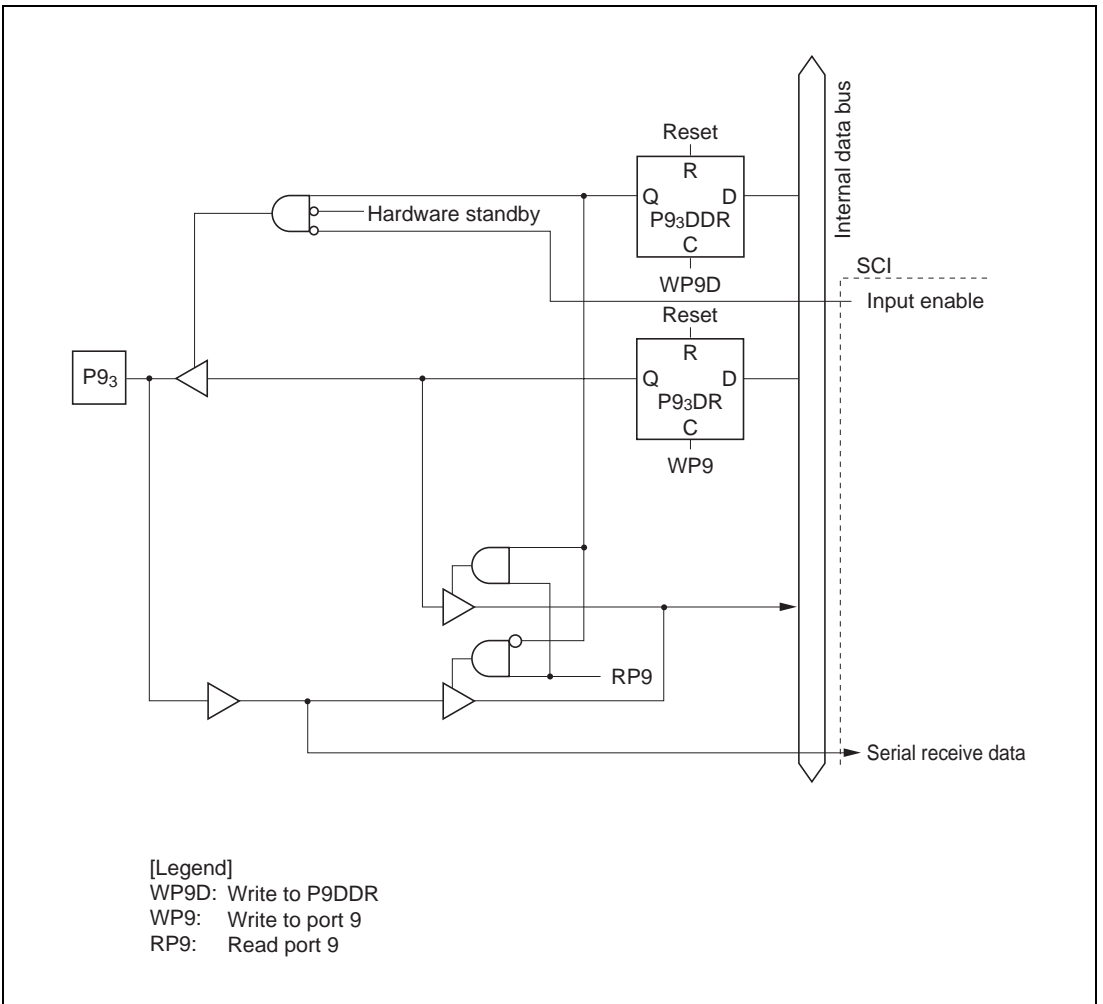 Reset
R
Q D
P9₃DDR
C
WP9D
Hardware standby
Internal data bus
SCI
Input enable
Reset
R
Q D
P9₃DR
C
WP9
P9₃
RP9
Serial receive data
[Legend]
WP9D: Write to P9DDR
WP9: Write to port 9
RP9: Read port 9